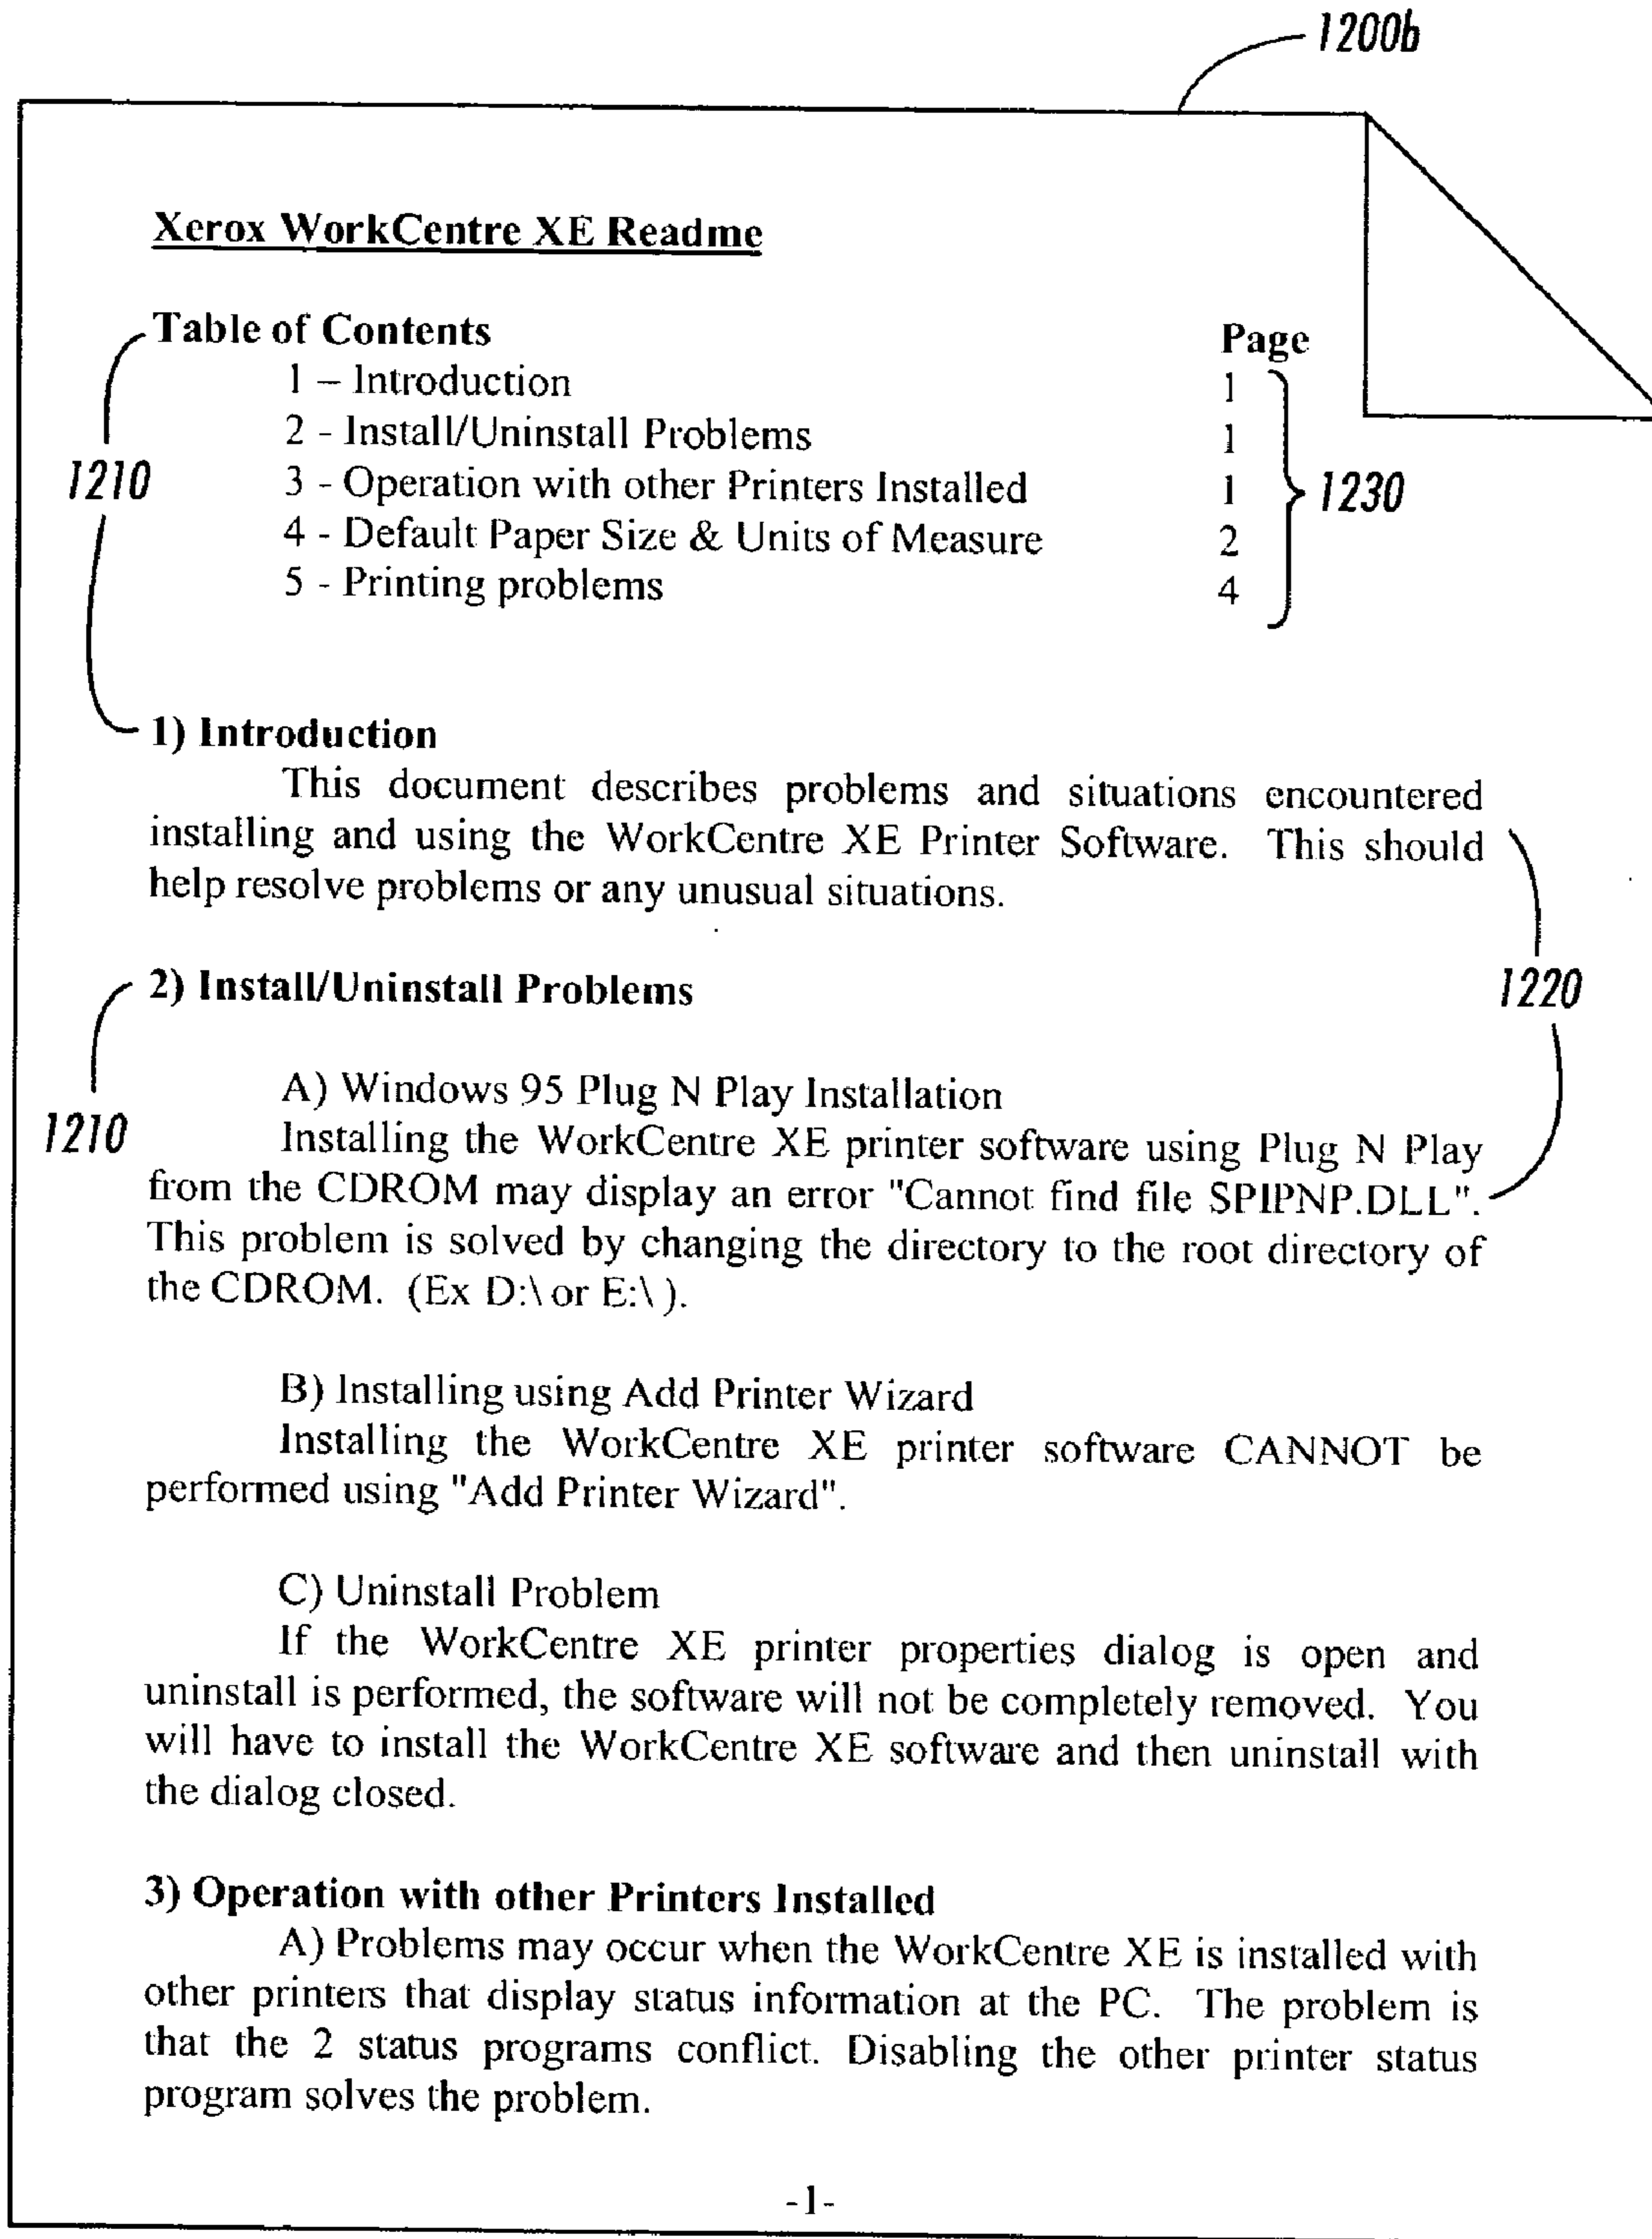 1200b
Xerox WorkCentre XE Readme
Table of Contents Page
1 – Introduction 1
2 - Install/Uninstall Problems 1
1210 3 - Operation with other Printers Installed 1 1230
4 - Default Paper Size & Units of Measure 2
5 - Printing problems 4
1) Introduction
This document describes problems and situations encountered
installing and using the WorkCentre XE Printer Software. This should
help resolve problems or any unusual situations.
2) Install/Uninstall Problems 1220
A) Windows 95 Plug N Play Installation
1210 Installing the WorkCentre XE printer software using Plug N Play
from the CDROM may display an error "Cannot find file SPIPNP.DLL".
This problem is solved by changing the directory to the root directory of
the CDROM. (Ex D:\ or E:\ ).
B) Installing using Add Printer Wizard
Installing the WorkCentre XE printer software CANNOT be
performed using "Add Printer Wizard".
C) Uninstall Problem
If the WorkCentre XE printer properties dialog is open and
uninstall is performed, the software will not be completely removed. You
will have to install the WorkCentre XE software and then uninstall with
the dialog closed.
3) Operation with other Printers Installed
A) Problems may occur when the WorkCentre XE is installed with
other printers that display status information at the PC. The problem is
that the 2 status programs conflict. Disabling the other printer status
program solves the problem.
-1-